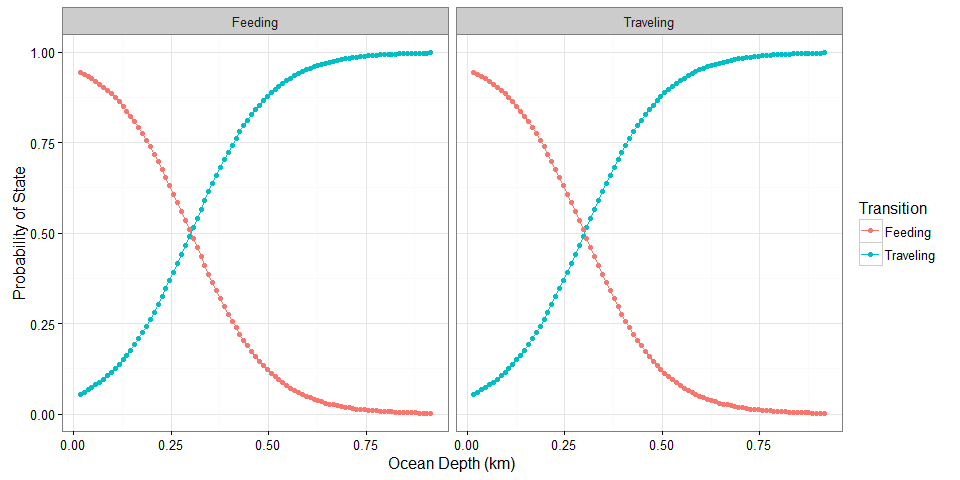 Feeding
Traveling
Probability of State
1.00
0.75
0.50
0.25
0.00
0.00 0.25 0.50 0.75
0.00 0.25 0.50 0.75
Ocean Depth (km)
Transition
Feeding
Traveling